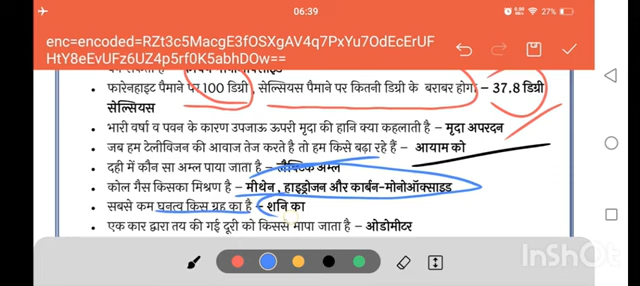 06:39
27%
enc=encoded=RZt3c5MacgE3fOSXgAV4q7PxYu7OdEcErUF
HtY8eEvUFz6UZ4p5rf0K5abhDOw==
फारेनहाइट पैमाने पर 100 डिग्री , सेल्सियस पैमाने पर कितनी डिग्री के बराबर होगा – 37.8 डिग्री
सेल्सियस
भारी वर्षा व पवन के कारण उपजाऊ ऊपरी मृदा की हानि क्या कहलाती है – मृदा अपरदन
जब हम टेलीविजन की आवाज तेज करते है तो हम किसे बढ़ा रहे हैं – आयाम को
दही में कौन सा अम्ल पाया जाता है – लैक्टिक अम्ल
कोल गैस किसका मिश्रण है – मीथेन , हाइड्रोजन और कार्बन-मोनोऑक्साइड
सबसे कम घनत्व किस ग्रह का है – शनि का
एक कार द्वारा तय की गई दूरी को किससे मापा जाता है – ओडोमीटर
InShOt